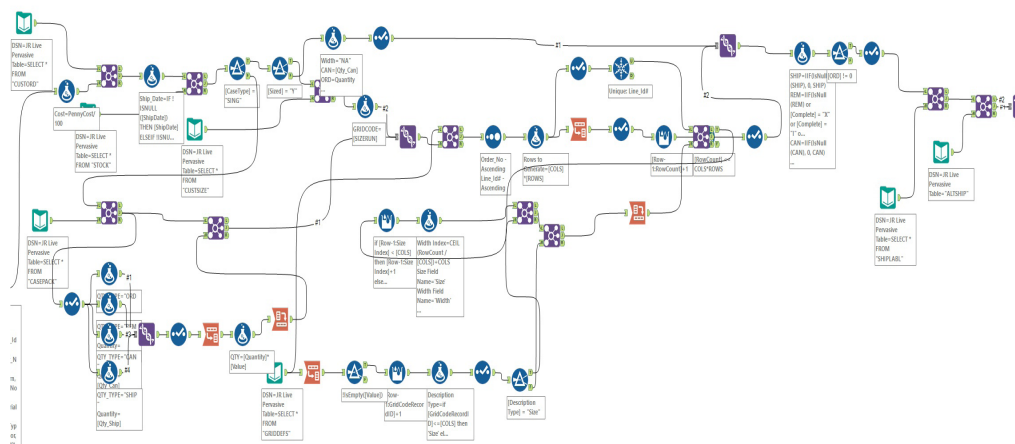 DSN=JR Live
Pervasive
Table=SELECT *
FROM
"CUSTORD"
Cost=PennyCost/
100
DSN=JR Live
Pervasive
Table=SELECT *
FROM "STOCK"
Ship_Date=IF !
ISNULL
([ShipDate])
THEN [ShipDate]
ELSEIF !ISNU...
DSN=JR Live
Pervasive
Table=SELECT *
FROM
"CUSTSIZE"
[CaseType] =
"SING"
[Sized] = "Y"
Width="NA"
CAN=[Qty_Can]
ORD=Quantity
...
#1
#2
GRIDCODE=
[SIZERUN]
Order_No -
Ascending
Line_Id# -
Ascending
Rows to
Generate=[COLS]
*[ROWS]
Unique: Line_Id#
#2
[Row-
1:RowCount]+1
COLS*ROWS
SHIP=IIF(IsNull
(SHIP), 0, SHIP)
REM=IIF(IsNull
(REM) or
[Complete] = "X"
or [Complete] =
"I" o...
CAN=IIF(IsNull
(CAN), 0, CAN)
...
[ORD] != 0
#2
DSN=JR Live
Pervasive
Table="ALTSHIP"
DSN=JR Live
Pervasive
Table=SELECT *
FROM
"SHIPLABL"
DSN=JR Live
Pervasive
Table=SELECT *
FROM
"CASEPACK"
#1
if [Row-1:Size
Index] < [COLS]
then [Row-1:Size
Index]+1
else...
Width Index=CEIL
(RowCount /
[COLS])+COLS
Size Field
Name='Size'
Width Field
Name= 'Width'
...
#1
#3
#4
QTY_TYPE="ORD
Quantity=
QTY_TYPE="CAN
[Qty_Can]
QTY_TYPE="SHIP
Quantity=
[Qty_Ship]
QTY=[Quantity]*
[Value]
DSN=JR Live
Pervasive
Table=SELECT *
FROM
"GRIDDEFS"
!IsEmpty([Value])
Row-
1:GridCodeRecor
dID]+1
Description
Type=if
[GridCodeRecordI
D]<=[COLS] then
'Size' el...
[Description
Type] = "Size"